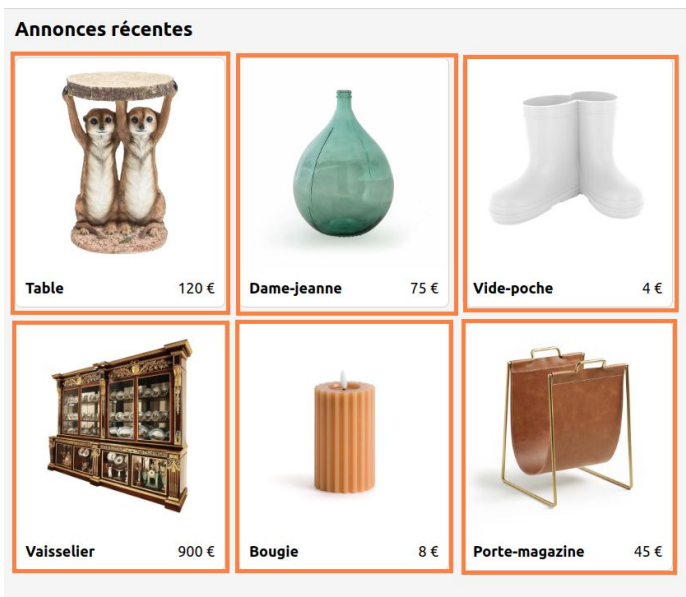 Annonces récentes
Table 120 €
Dame-jeanne 75 €
Vide-poche 4 €
Vaisselier 900 €
Bougie 8 €
Porte-magazine 45 €